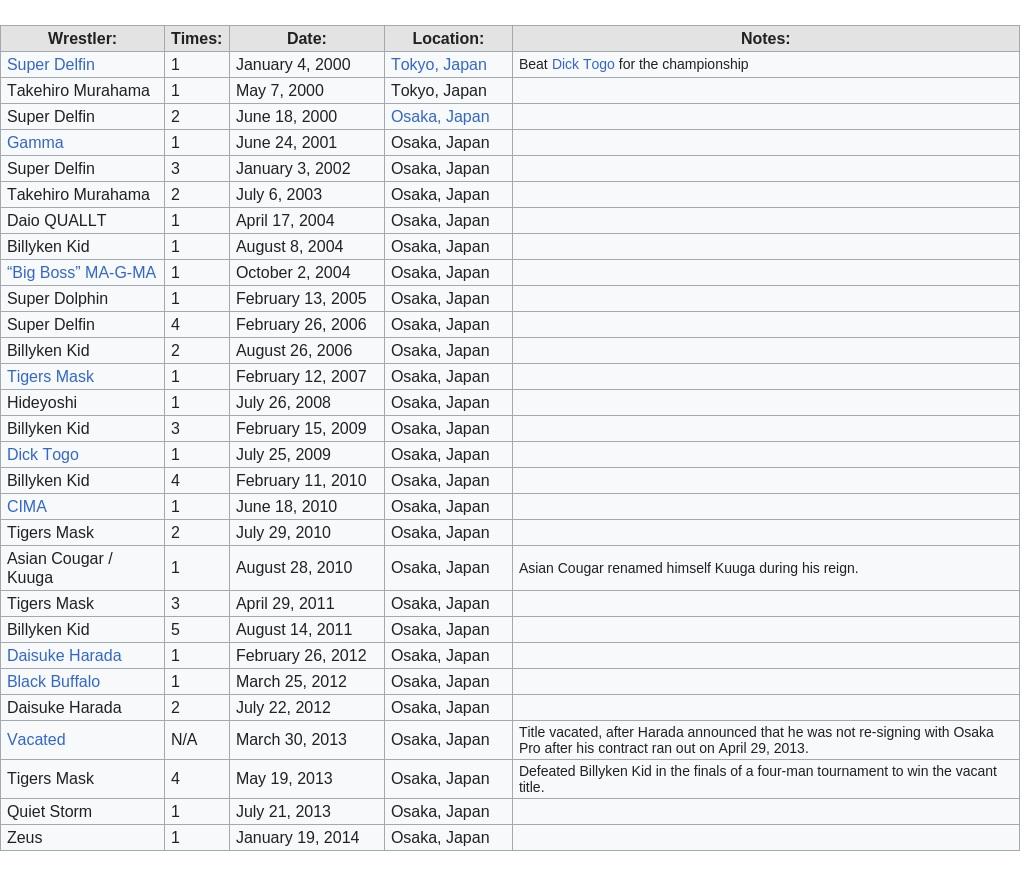 Wrestler: Times: Date: Location: Notes:
Super Delfin 1 January 4, 2000 Tokyo, Japan Beat Dick Togo for the championship
Takehiro Murahama 1 May 7, 2000 Tokyo, Japan
Super Delfin 2 June 18, 2000 Osaka, Japan
Gamma 1 June 24, 2001 Osaka, Japan
Super Delfin 3 January 3, 2002 Osaka, Japan
Takehiro Murahama 2 July 6, 2003 Osaka, Japan
Daio QUALLT 1 April 17, 2004 Osaka, Japan
Billyken Kid 1 August 8, 2004 Osaka, Japan
“Big Boss” MA-G-MA 1 October 2, 2004 Osaka, Japan
Super Dolphin 1 February 13, 2005 Osaka, Japan
Super Delfin 4 February 26, 2006 Osaka, Japan
Billyken Kid 2 August 26, 2006 Osaka, Japan
Tigers Mask 1 February 12, 2007 Osaka, Japan
Hideyoshi 1 July 26, 2008 Osaka, Japan
Billyken Kid 3 February 15, 2009 Osaka, Japan
Dick Togo 1 July 25, 2009 Osaka, Japan
Billyken Kid 4 February 11, 2010 Osaka, Japan
CIMA 1 June 18, 2010 Osaka, Japan
Tigers Mask 2 July 29, 2010 Osaka, Japan
Asian Cougar /
Kuuga 1 August 28, 2010 Osaka, Japan Asian Cougar renamed himself Kuuga during his reign.
Tigers Mask 3 April 29, 2011 Osaka, Japan
Billyken Kid 5 August 14, 2011 Osaka, Japan
Daisuke Harada 1 February 26, 2012 Osaka, Japan
Black Buffalo 1 March 25, 2012 Osaka, Japan
Daisuke Harada 2 July 22, 2012 Osaka, Japan
Vacated N/A March 30, 2013 Osaka, Japan Title vacated, after Harada announced that he was not re-signing with Osaka
Pro after his contract ran out on April 29, 2013.
Tigers Mask 4 May 19, 2013 Osaka, Japan Defeated Billyken Kid in the finals of a four-man tournament to win the vacant
title.
Quiet Storm 1 July 21, 2013 Osaka, Japan
Zeus 1 January 19, 2014 Osaka, Japan